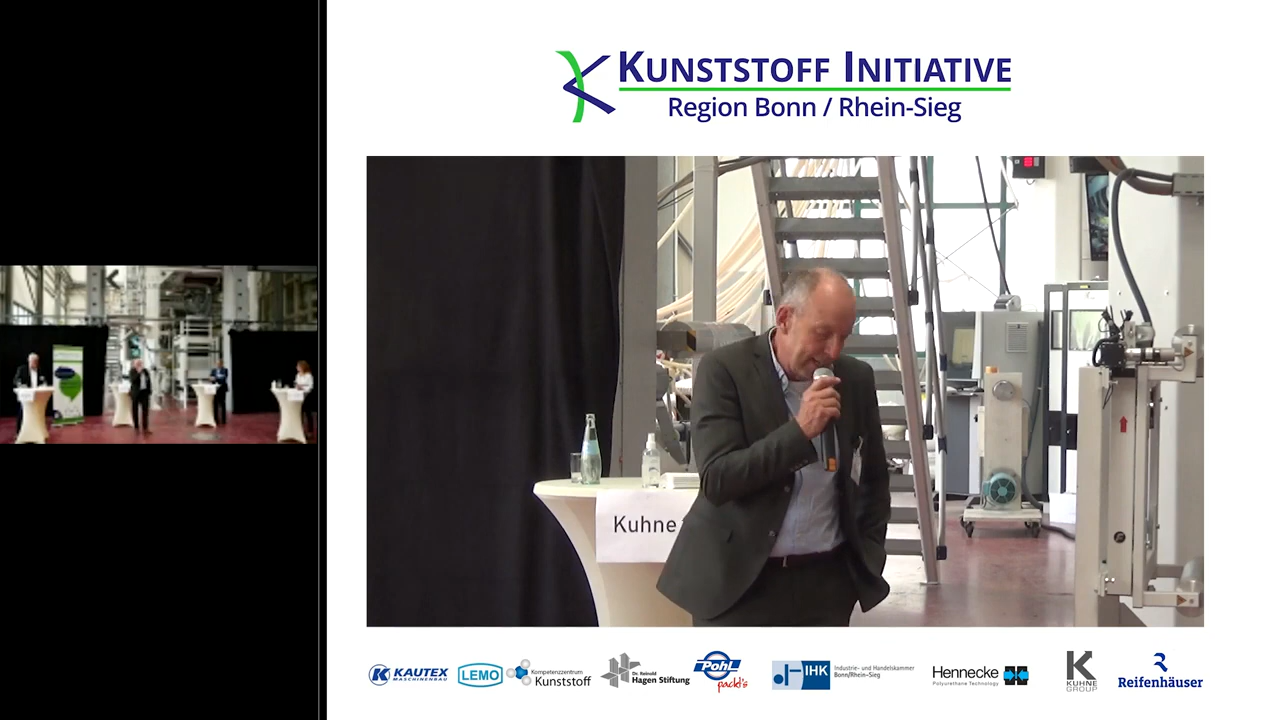 KUNSTSTOFF INITIATIVE
Region Bonn / Rhein-Sieg
Kuhne
KAUTEX
MASCHINENBAU
LEMO
Kompetenzzentrum
Kunststoff
Dr. Reinold
Hagen Stiftung
POHL
packt's
IHK
Industrie- und Handelskammer
Bonn/Rhein-Sieg
Hennecke
Polyurethane Technology
KUHNE
GROUP
Reifenhäuser